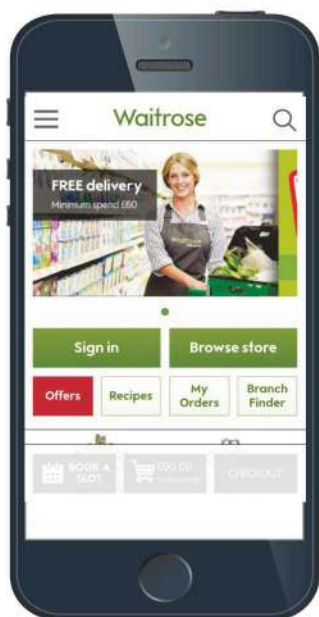 Waitrose
FREE delivery
Minimum spend £60
Sign in
Browse store
Offers
Recipes
My
Orders
Branch
Finder
BOOK A
SLOT
£00.00
CHECKOUT